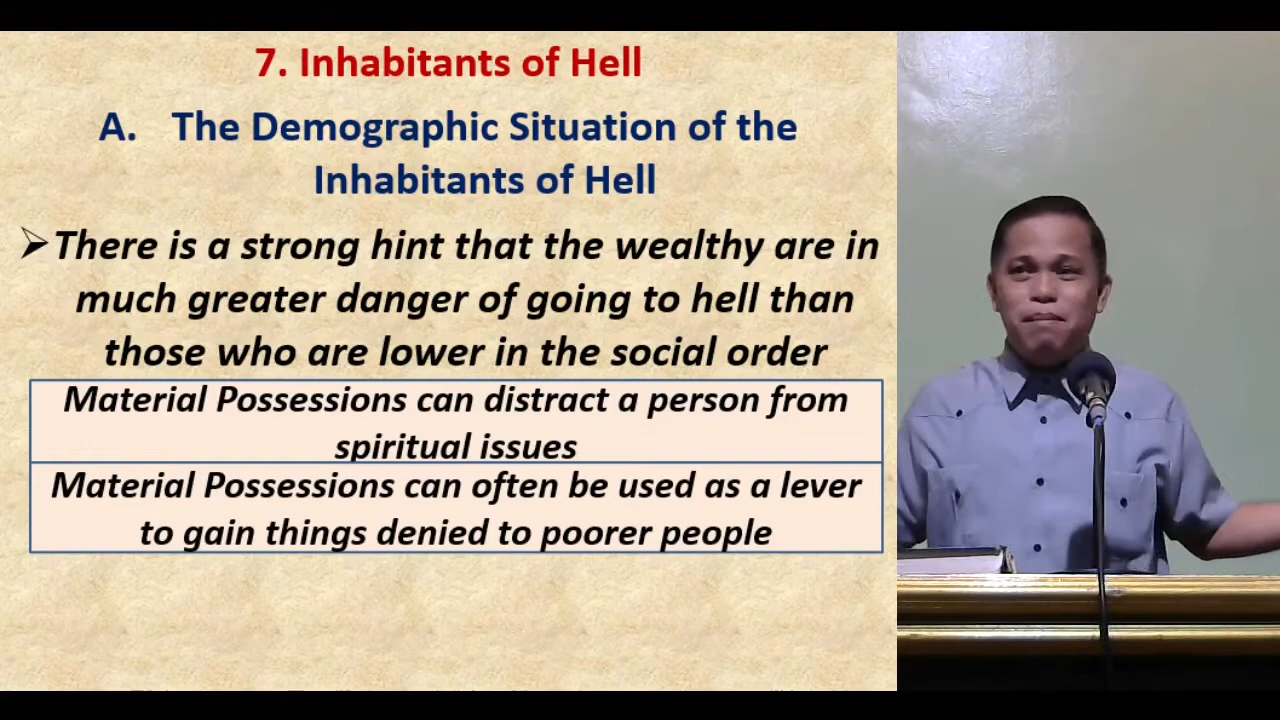 7. Inhabitants of Hell
A. The Demographic Situation of the
Inhabitants of Hell
➢There is a strong hint that the wealthy are in
much greater danger of going to hell than
those who are lower in the social order
Material Possessions can distract a person from
spiritual issues
Material Possessions can often be used as a lever
to gain things denied to poorer people